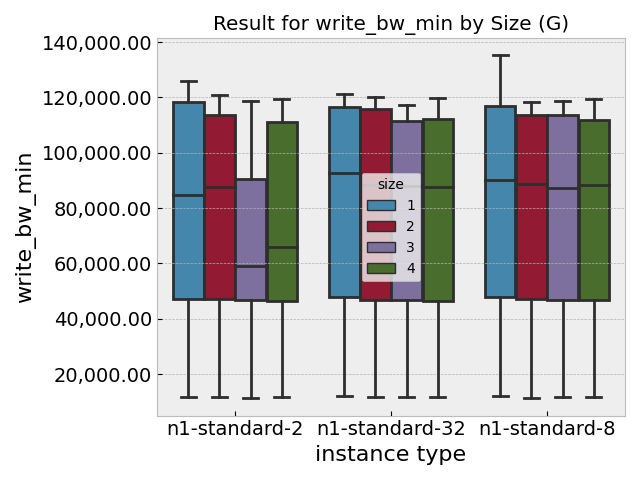 Result for write_bw_min by Size (G)
140,000.00
120,000.00
100,000.00
80,000.00
60,000.00
40,000.00
20,000.00
write_bw_min
size
1
2
3
4
n1-standard-2 n1-standard-32 n1-standard-8
instance type